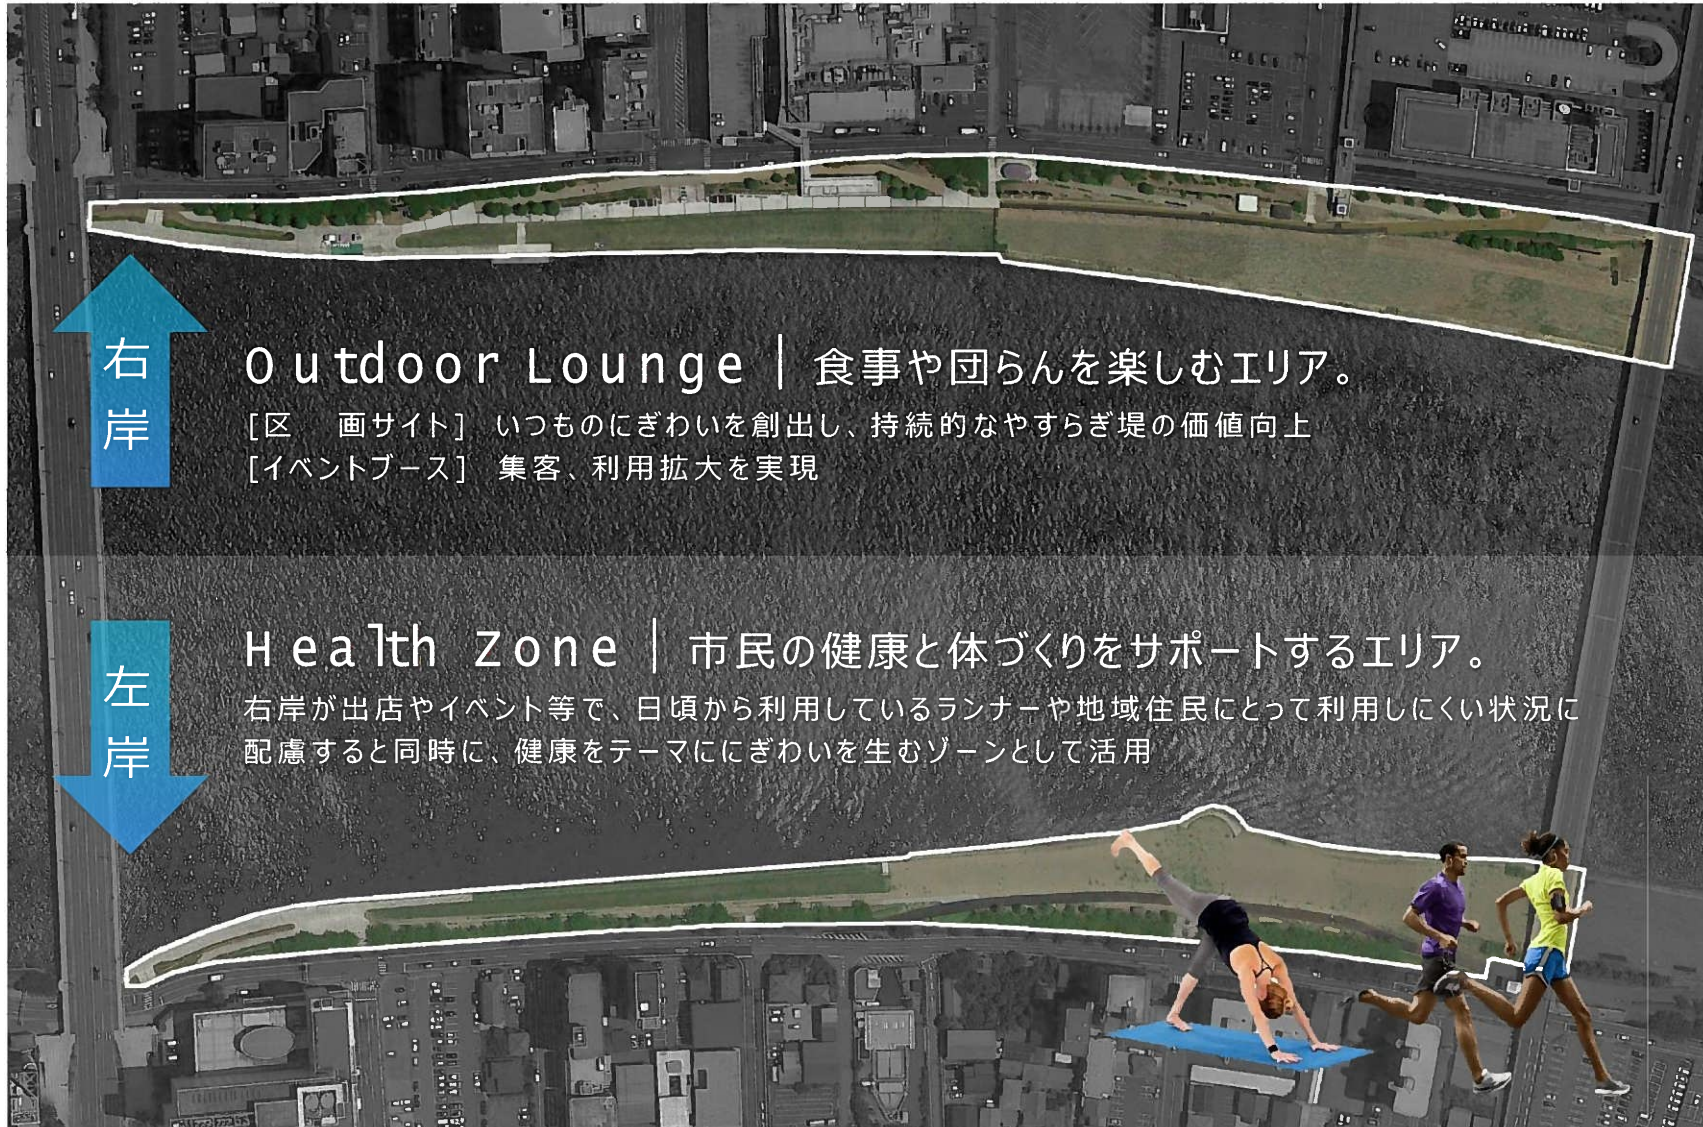 右岸
Outdoor Lounge｜食事や団らんを楽しむエリア。
[区　画サイト]　いつものにぎわいを創出し、持続的なやすらぎ堤の価値向上
[イベントブース]　集客、利用拡大を実現
左岸
Health Zone｜市民の健康と体づくりをサポートするエリア。
右岸が出店やイベント等で、日頃から利用しているランナーや地域住民にとって利用しにくい状況に
配慮すると同時に、健康をテーマににぎわいを生むゾーンとして活用